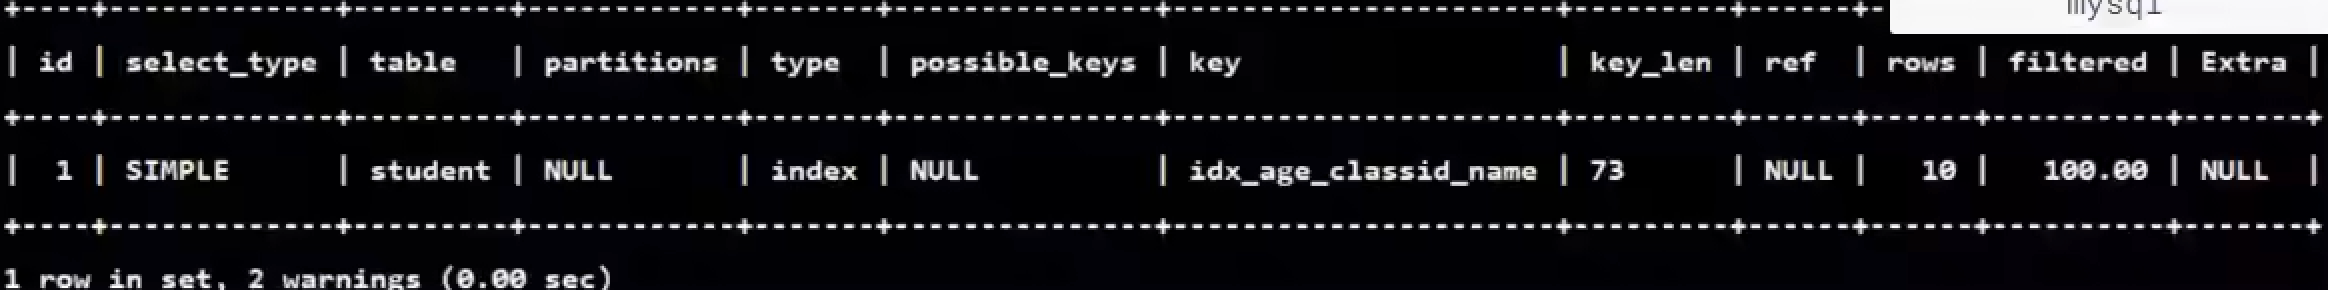 mysql
+----+-------------+---------+------------+-------+---------------+-----------------------+---------+------+-
| id | select_type | table   | partitions | type  | possible_keys | key                   | key_len | ref  | rows | filtered | Extra |
+----+-------------+---------+------------+-------+---------------+-----------------------+---------+------+------+----------+-------+
|  1 | SIMPLE      | student | NULL       | index | NULL          | idx_age_classid_name | 73      | NULL |   10 |   100.00 | NULL  |
+----+-------------+---------+------------+-------+---------------+-----------------------+---------+------+------+----------+-------+
1 row in set, 2 warnings (0.00 sec)